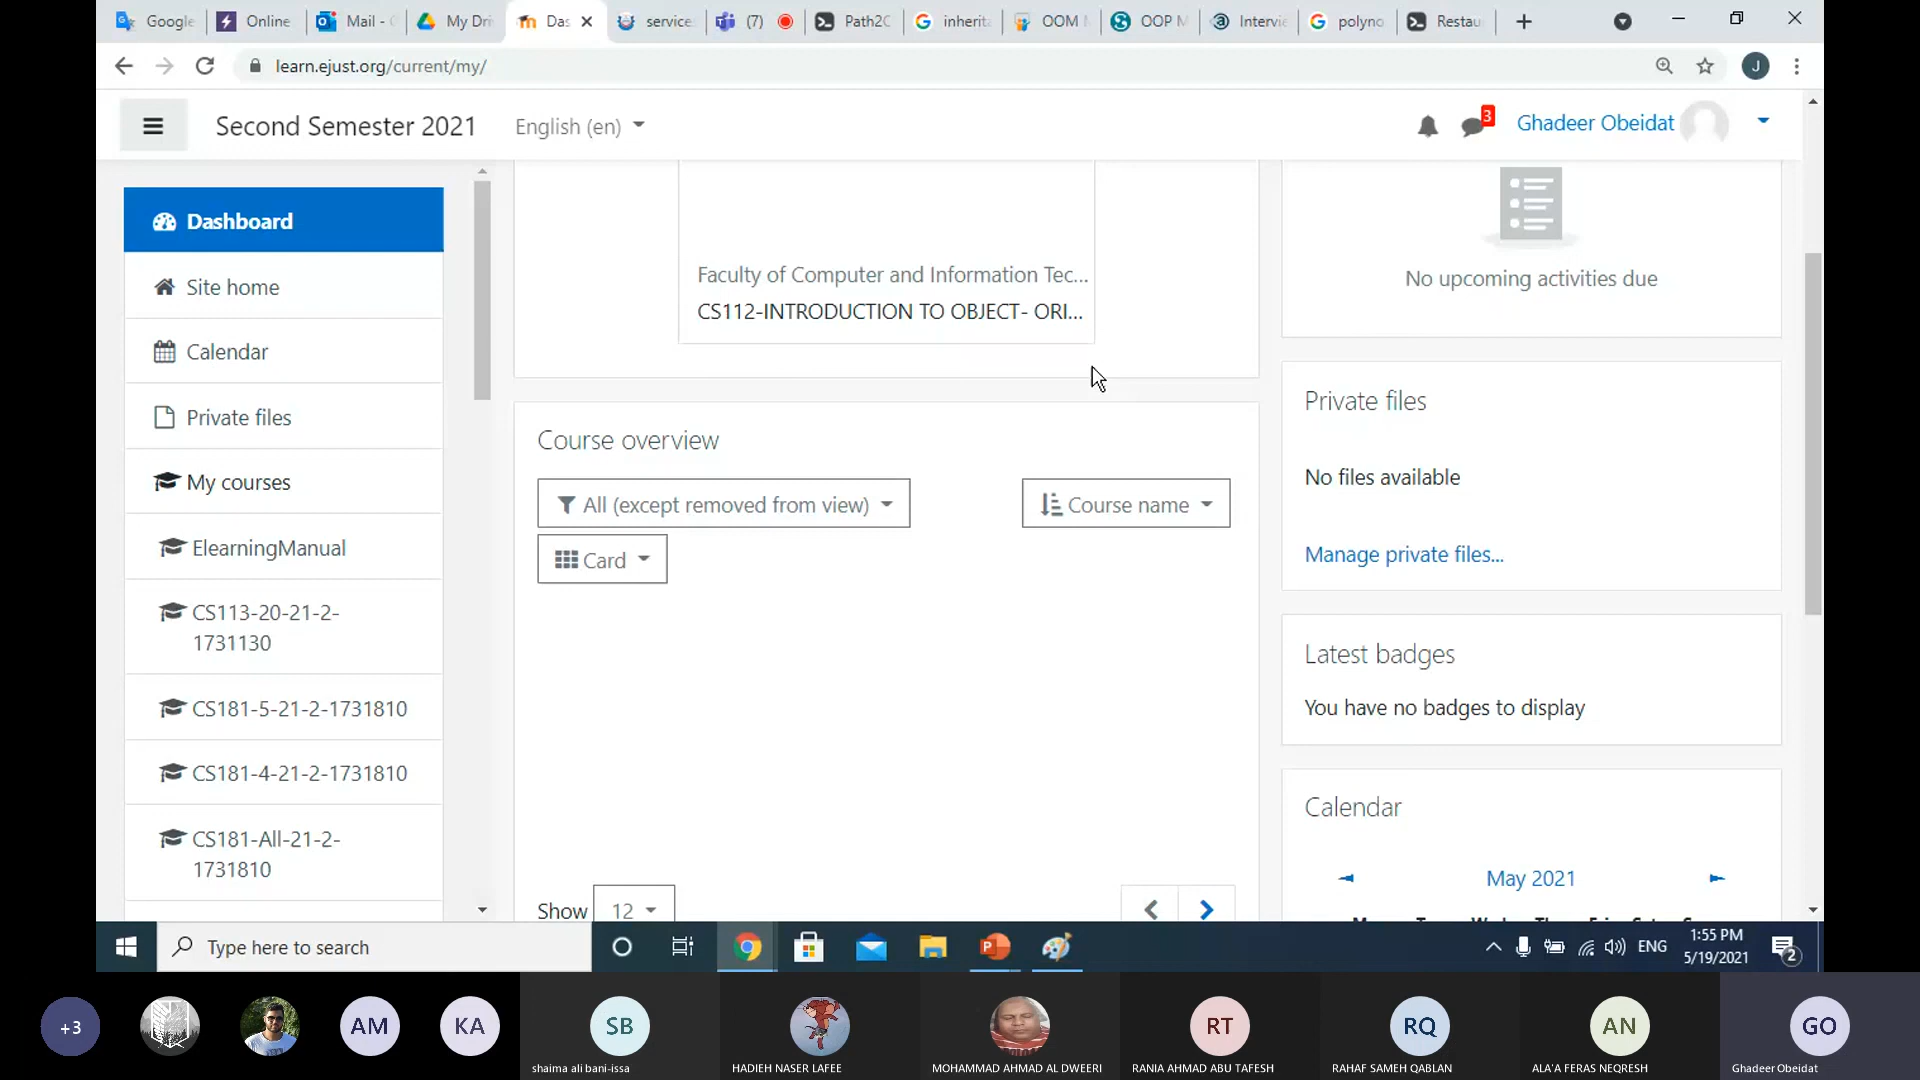 Google
Online
Mail -
My Dri
Das
service
(7)
Path2C
inherita
OOM
OOP M
Intervie
polyno
Restau
learn.ejust.org/current/my/
J
Second Semester 2021
English (en)
3
Ghadeer Obeidat
Dashboard
Site home
Calendar
Private files
My courses
ElearningManual
CS113-20-21-2-
1731130
CS181-5-21-2-1731810
CS181-4-21-2-1731810
CS181-All-21-2-
1731810
Faculty of Computer and Information Tec...
CS112-INTRODUCTION TO OBJECT- ORI...
Course overview
All (except removed from view)
Course name
Card
Show 12
No upcoming activities due
Private files
No files available
Manage private files...
Latest badges
You have no badges to display
Calendar
May 2021
Type here to search
ENG
1:55 PM
5/19/2021
2
+3
AM
KA
SB
RT
RQ
AN
GO
shaima ali bani-issa
HADIEH NASER LAFEE
MOHAMMAD AHMAD AL DWEERI
RANIA AHMAD ABU TAFESH
RAHAF SAMEH QABLAN
ALA'A FERAS NEQRESH
Ghadeer Obeidat